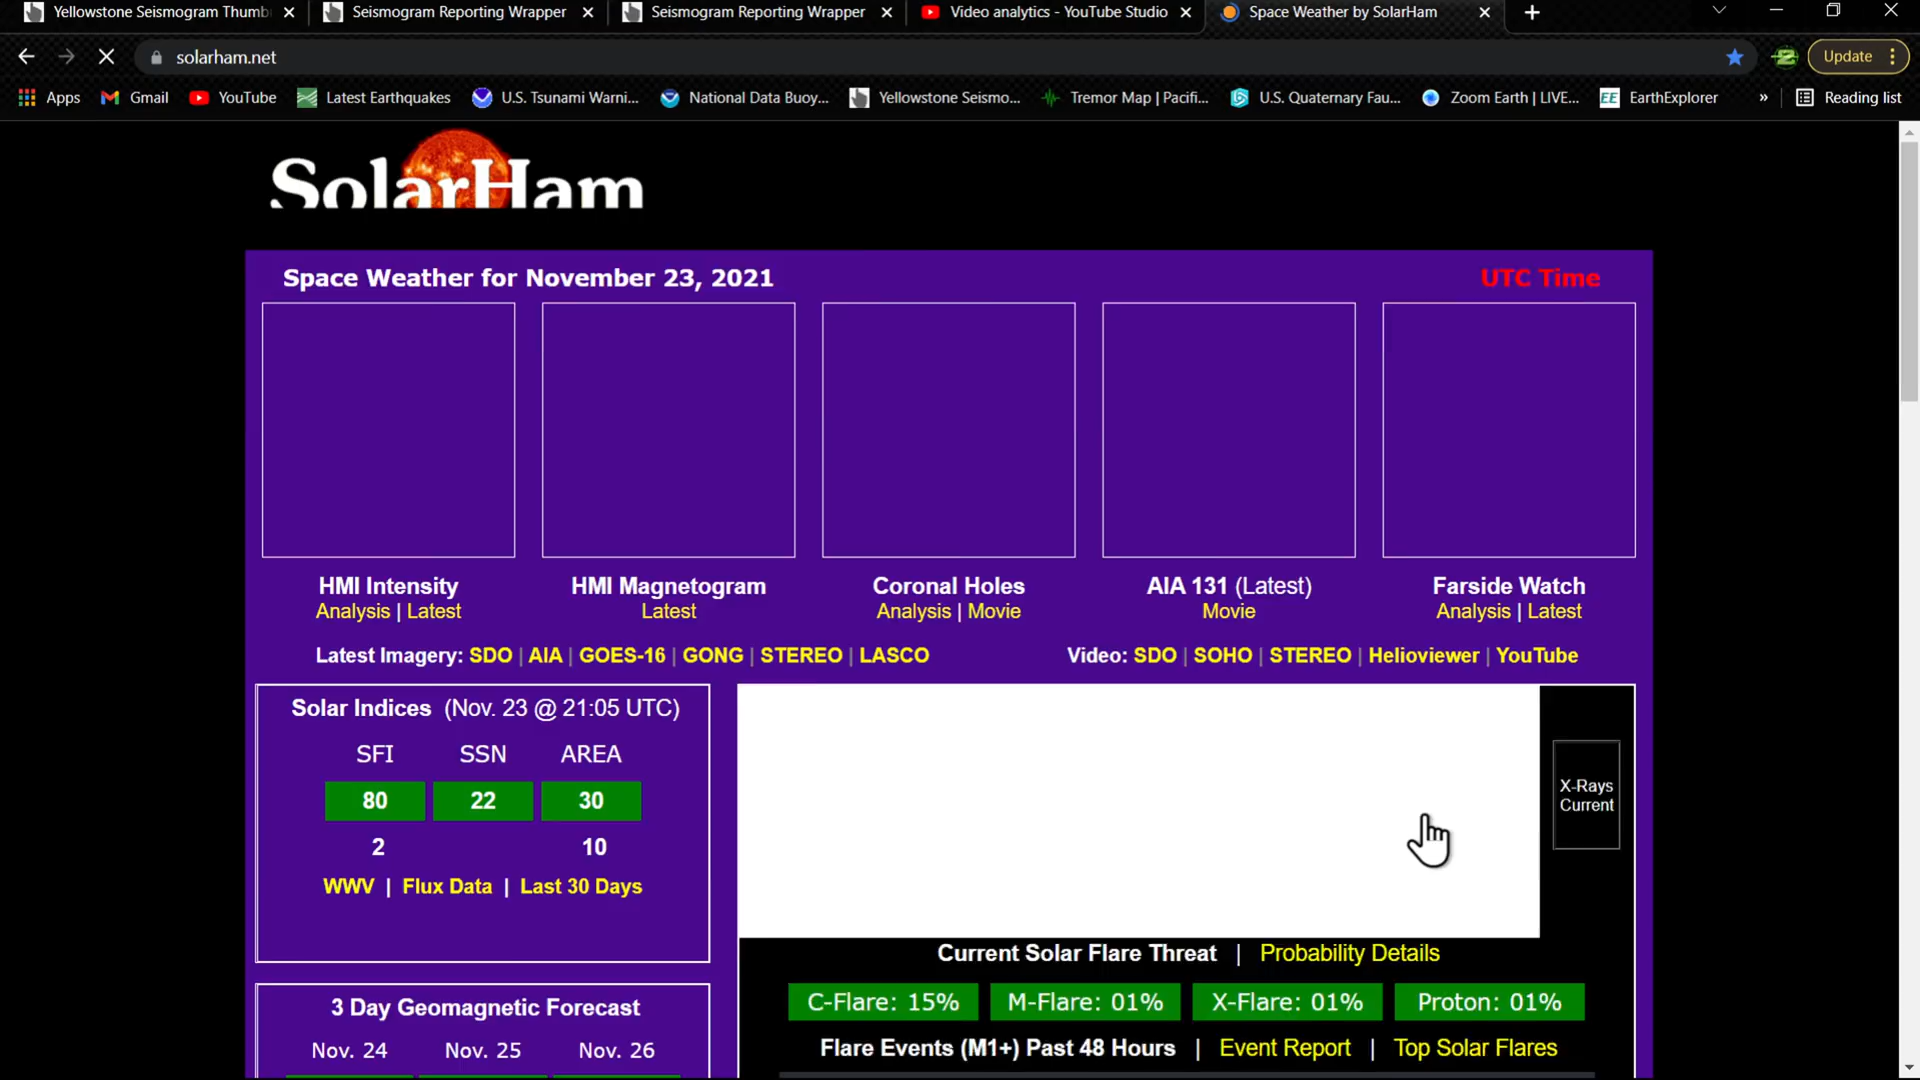 Yellowstone Seismogram Thumb
Seismogram Reporting Wrapper
Seismogram Reporting Wrapper
Video analytics - YouTube Studio
Space Weather by SolarHam
solarham.net
Update
Apps
Gmail
YouTube
Latest Earthquakes
U.S. Tsunami Warni...
National Data Buoy...
Yellowstone Seismo...
Tremor Map | Pacifi...
U.S. Quaternary Fau...
Zoom Earth | LIVE...
EE EarthExplorer
»
Reading list
SolarHam
Space Weather for November 23, 2021
UTC Time
HMI Intensity
HMI Magnetogram
Coronal Holes
AIA 131 (Latest)
Farside Watch
Analysis | Latest
Latest
Analysis | Movie
Movie
Analysis | Latest
Latest Imagery: SDO | AIA | GOES-16 | GONG | STEREO | LASCO
Video: SDO | SOHO | STEREO | Helioviewer | YouTube
Solar Indices (Nov. 23 @ 21:05 UTC)
SFI SSN AREA
80 22 30
2 10
WWV | Flux Data | Last 30 Days
X-Rays
Current
Current Solar Flare Threat | Probability Details
C-Flare: 15% M-Flare: 01% X-Flare: 01% Proton: 01%
Flare Events (M1+) Past 48 Hours | Event Report | Top Solar Flares
3 Day Geomagnetic Forecast
Nov. 24 Nov. 25 Nov. 26